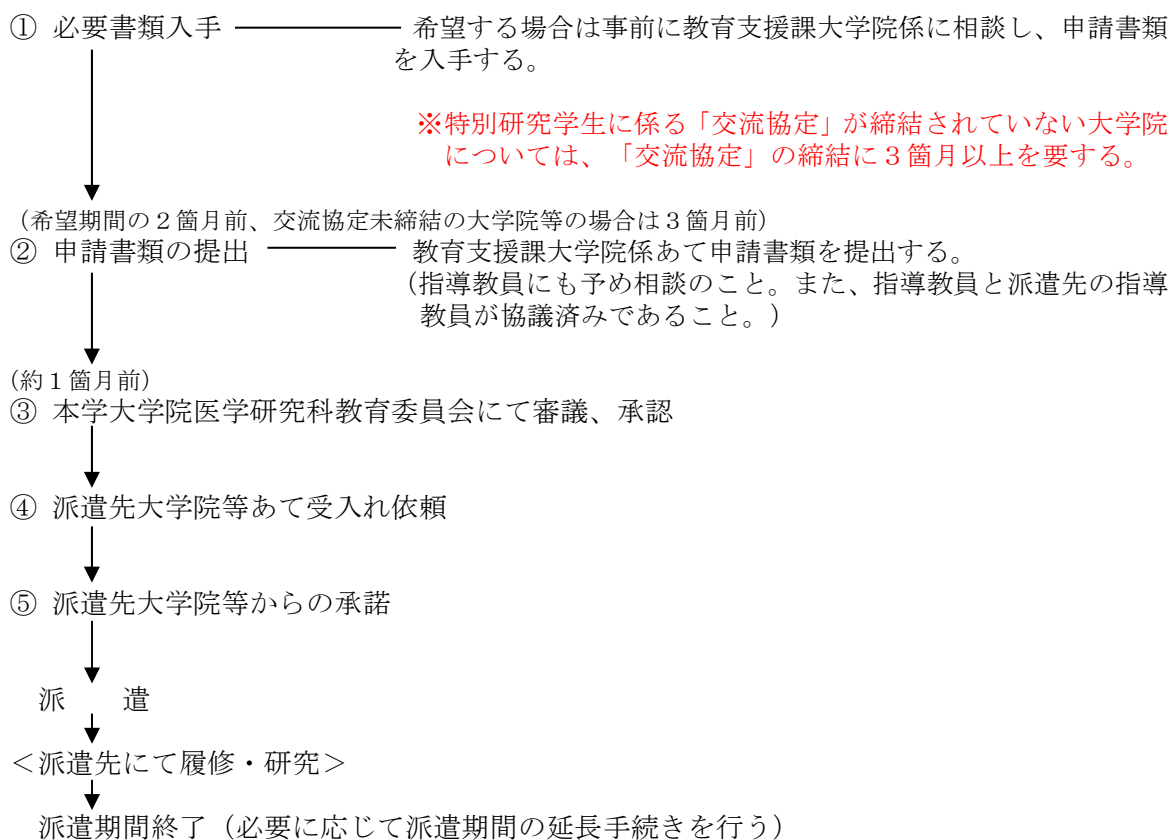 ① 必要書類入手 希望する場合は事前に教育支援課大学院係に相談し、申請書類
を入手する。
※特別研究学生に係る「交流協定」が締結されていない大学院
については、「交流協定」の締結に３箇月以上を要する。
（希望期間の２箇月前、交流協定未締結の大学院等の場合は３箇月前）
② 申請書類の提出 教育支援課大学院係あて申請書類を提出する。
（指導教員にも予め相談のこと。また、指導教員と派遣先の指導
教員が協議済みであること。）
（約１箇月前）
③ 本学大学院医学研究科教育委員会にて審議、承認
④ 派遣先大学院等あて受入れ依頼
⑤ 派遣先大学院等からの承諾
派　　遣
＜派遣先にて履修・研究＞
派遣期間終了（必要に応じて派遣期間の延長手続きを行う）